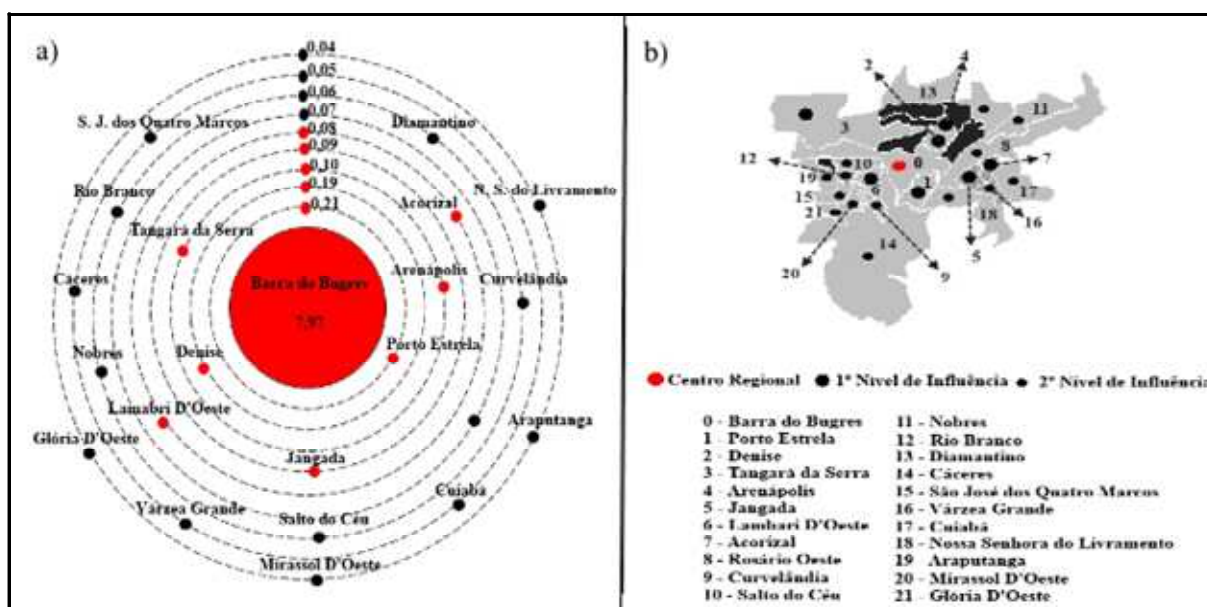 a)
0,04
0,05
0,06
0,07
0,08
0,09
0,10
0,19
0,21
S. J. dos Quatro Marcos
Diamantino
Rio Branco
N. S. do Livramento
Acorizal
Tangará da Serra
Arenápolis
Curvelândia
Cáceres
Barra do Bugres
7,97
Porto Estrela
Denise
Nobres
Lamabri D'Oeste
Araputanga
Glória D'Oeste
Jangada
Cuiabá
Várzea Grande
Salto do Céu
Mirassol D'Oeste
b)
4
2
13
11
3
8
12
10
0
7
19
6
1
17
15
21
18
16
14
20
9
5
Centro Regional
1º Nível de Influência
2º Nível de Influência
0 - Barra do Bugres
1 - Porto Estrela
2 - Denise
3 - Tangará da Serra
4 - Arenápolis
5 - Jangada
6 - Lambari D'Oeste
7 - Acorizal
8 - Rosário Oeste
9 - Curvelândia
10 - Salto do Céu
11 - Nobres
12 - Rio Branco
13 - Diamantino
14 - Cáceres
15 - São José dos Quatro Marcos
16 - Várzea Grande
17 - Cuiabá
18 - Nossa Senhora do Livramento
19 Araputanga
20 - Mirassol D'Oeste
21 - Glória D'Oeste